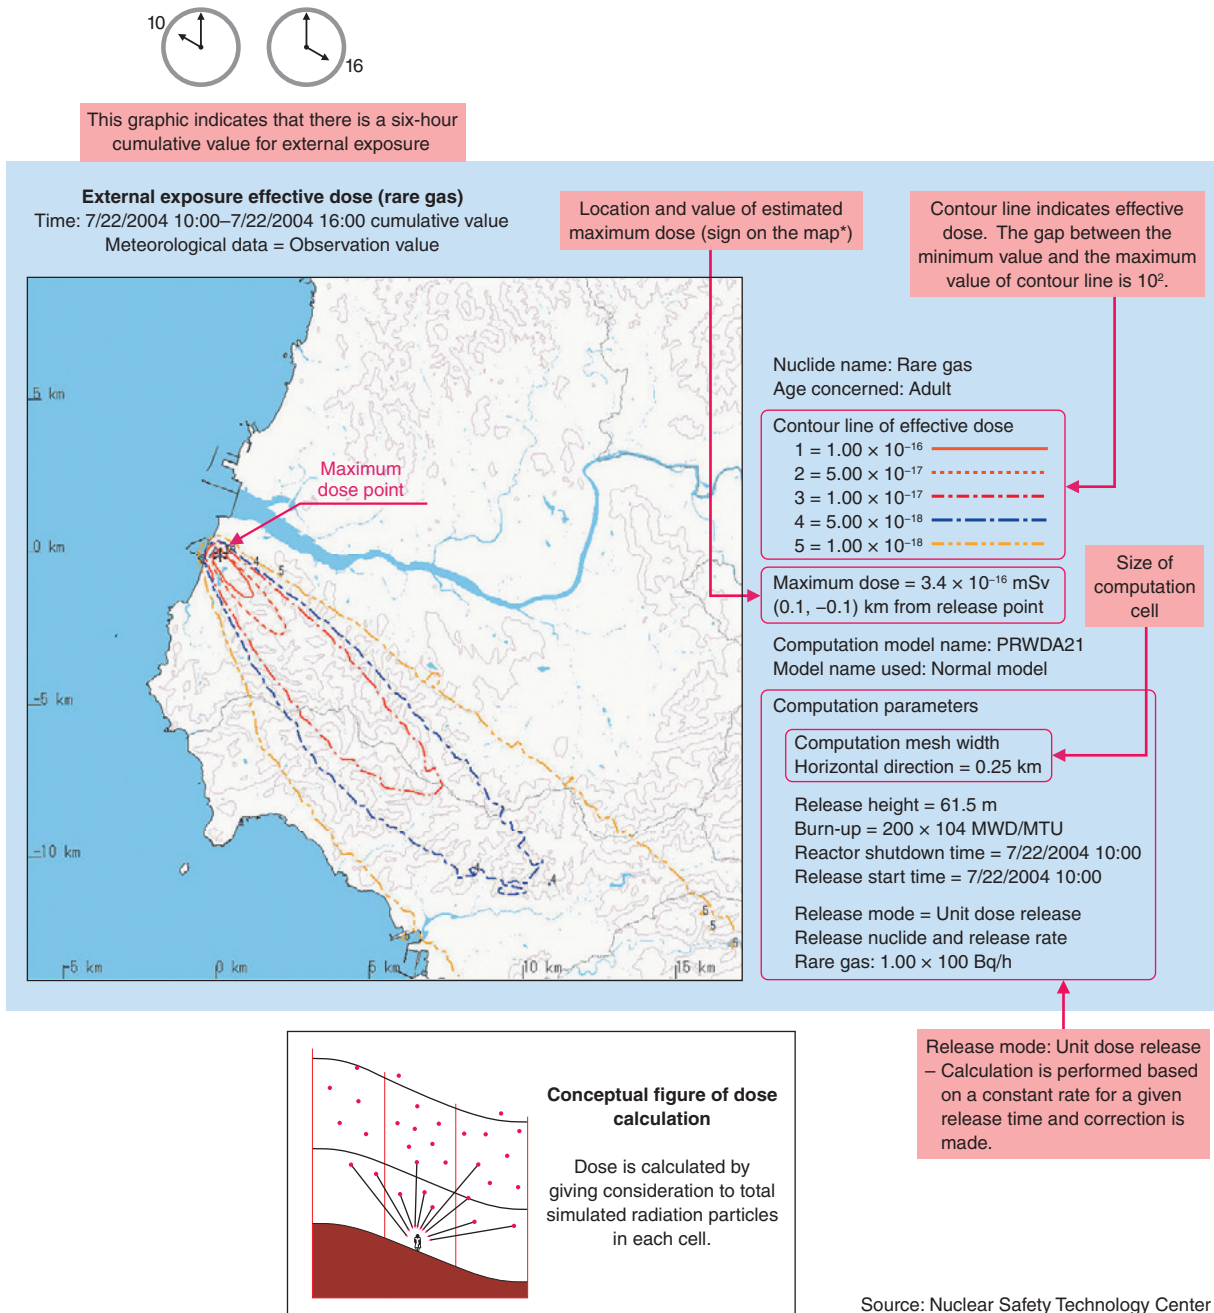 10
16
This graphic indicates that there is a six-hour
cumulative value for external exposure
External exposure effective dose (rare gas)
Time: 7/22/2004 10:00–7/22/2004 16:00 cumulative value
Meteorological data = Observation value
Location and value of estimated
maximum dose (sign on the map*)
Contour line indicates effective
dose. The gap between the
minimum value and the maximum
value of contour line is 10².
5 km
Maximum
dose point
0 km
4
5
-5 km
-10 km
4
4
5
5
5
5
-5 km
0 km
5 km
10 km
15 km
Nuclide name: Rare gas
Age concerned: Adult
Contour line of effective dose
1 = 1.00 × 10⁻¹⁶
2 = 5.00 × 10⁻¹⁷
3 = 1.00 × 10⁻¹⁷
4 = 5.00 × 10⁻¹⁸
5 = 1.00 × 10⁻¹⁸
Maximum dose = 3.4 × 10⁻¹⁶ mSv
(0.1, –0.1) km from release point
Size of
computation
cell
Computation model name: PRWDA21
Model name used: Normal model
Computation parameters
Computation mesh width
Horizontal direction = 0.25 km
Release height = 61.5 m
Burn-up = 200 × 104 MWD/MTU
Reactor shutdown time = 7/22/2004 10:00
Release start time = 7/22/2004 10:00
Release mode = Unit dose release
Release nuclide and release rate
Rare gas: 1.00 × 100 Bq/h
Release mode: Unit dose release
– Calculation is performed based
on a constant rate for a given
release time and correction is
made.
Conceptual figure of dose
calculation
Dose is calculated by
giving consideration to total
simulated radiation particles
in each cell.
Source: Nuclear Safety Technology Center